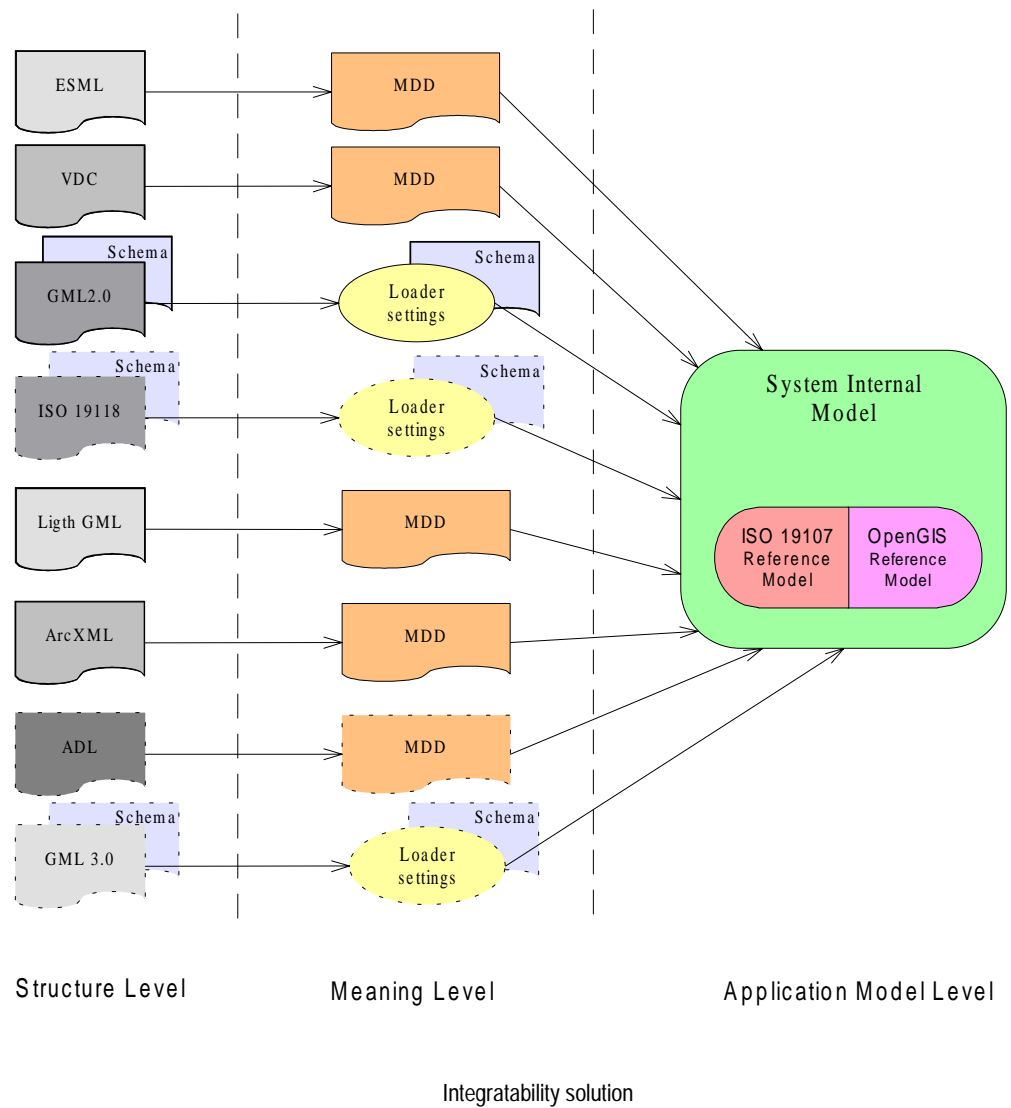 ESML
MDD
VDC
MDD
Schema
GML2.0
Schema
Loader
settings
Schema
ISO 19118
Schema
Loader
settings
System Internal
Model
ISO 19107
Reference
Model
OpenGIS
Reference
Model
Ligth GML
MDD
ArcXML
MDD
ADL
MDD
Schema
GML 3.0
Schema
Loader
settings
Structure Level
Meaning Level
Application Model Level
Integratability solution